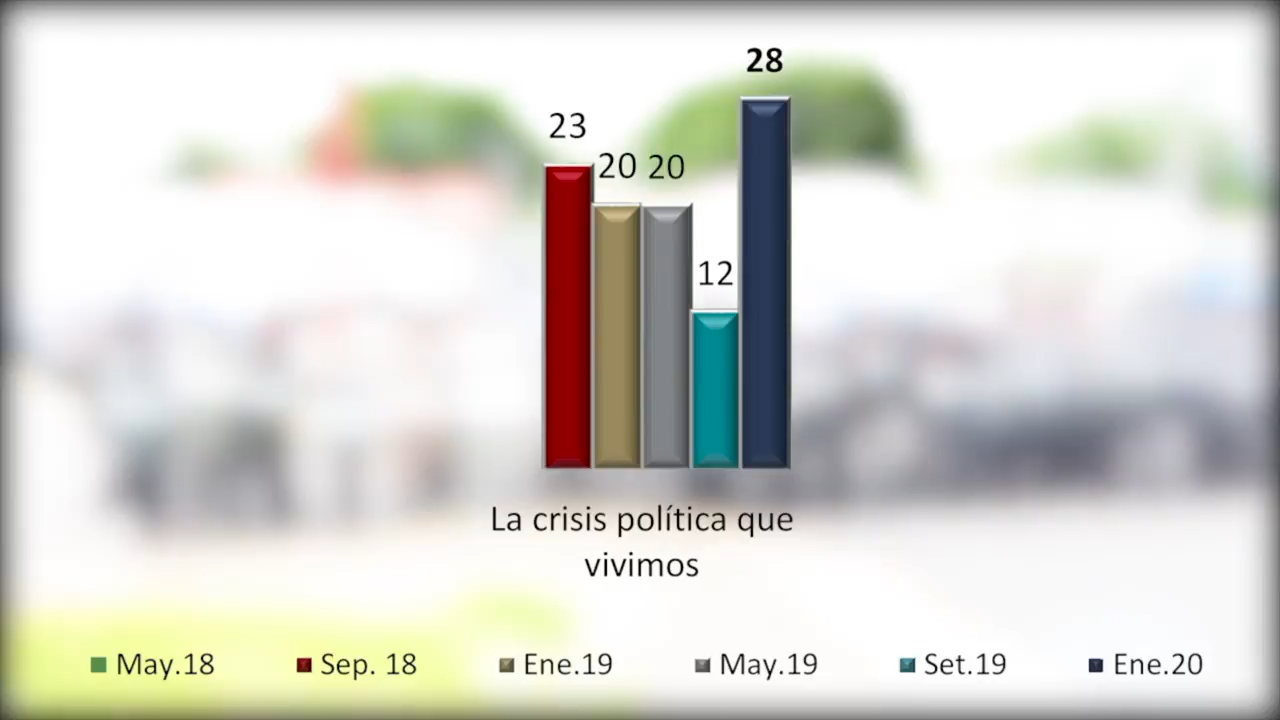 28
23
20 20
12
La crisis política que
vivimos
May.18 Sep. 18 Ene.19 May.19 Set.19 Ene.20